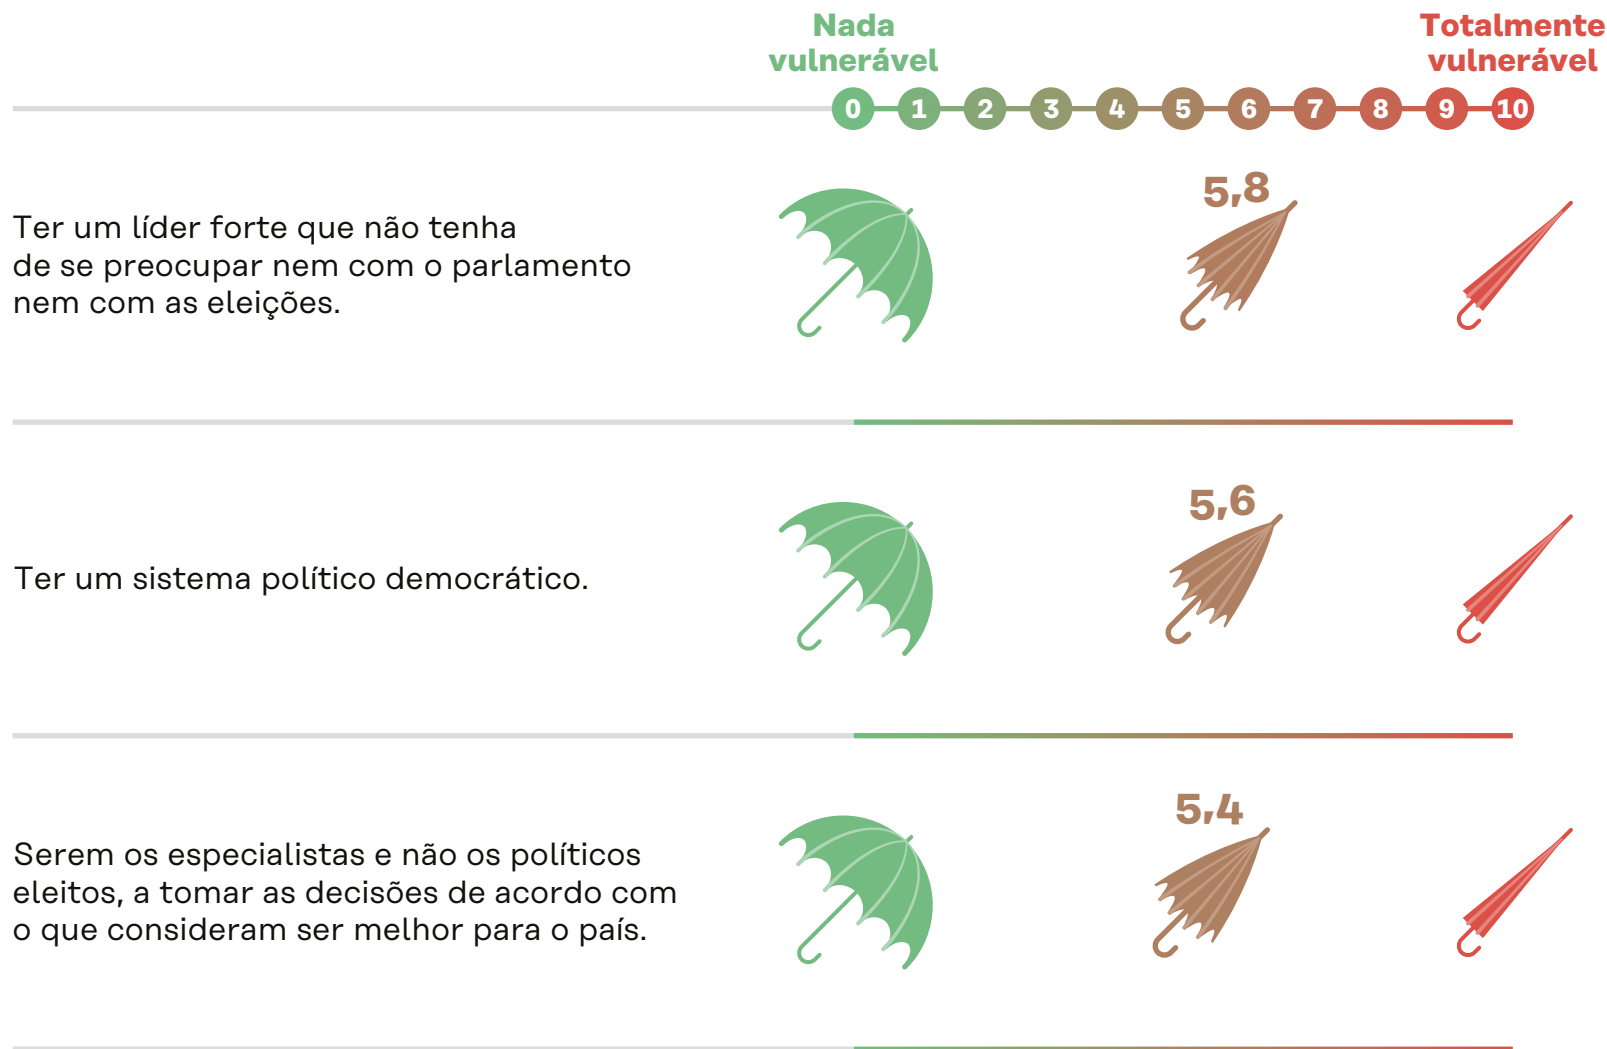 Nada
vulnerável
Totalmente
vulnerável
0 1 2 3 4 5 6 7 8 9 10
Ter um líder forte que não tenha
de se preocupar nem com o parlamento
nem com as eleições.
5,8
Ter um sistema político democrático.
5,6
Serem os especialistas e não os políticos
eleitos, a tomar as decisões de acordo com
o que consideram ser melhor para o país.
5,4